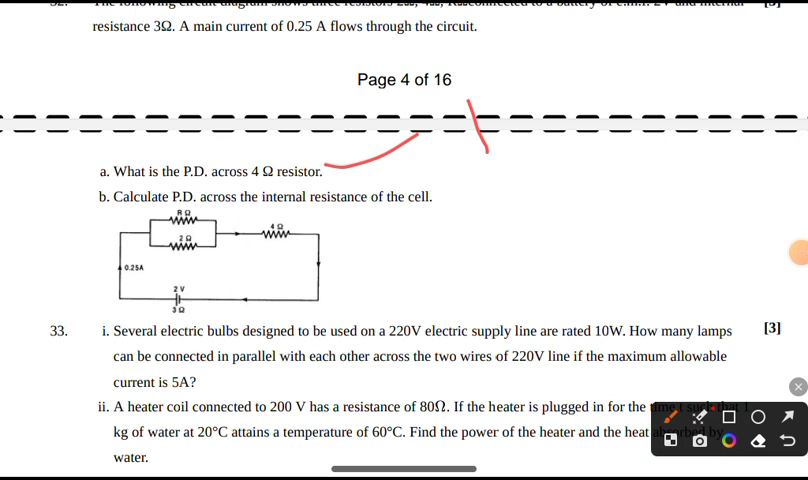 resistance 3Ω. A main current of 0.25 A flows through the circuit.
Page 4 of 16
a. What is the P.D. across 4 Ω resistor.
b. Calculate P.D. across the internal resistance of the cell.
R Ω
4 Ω
2 Ω
0.25A
2 V
3 Ω
33. i. Several electric bulbs designed to be used on a 220V electric supply line are rated 10W. How many lamps [3]
can be connected in parallel with each other across the two wires of 220V line if the maximum allowable
current is 5A?
ii. A heater coil connected to 200 V has a resistance of 80Ω. If the heater is plugged in for the time t such that 1
kg of water at 20°C attains a temperature of 60°C. Find the power of the heater and the heat absorbed by
water.